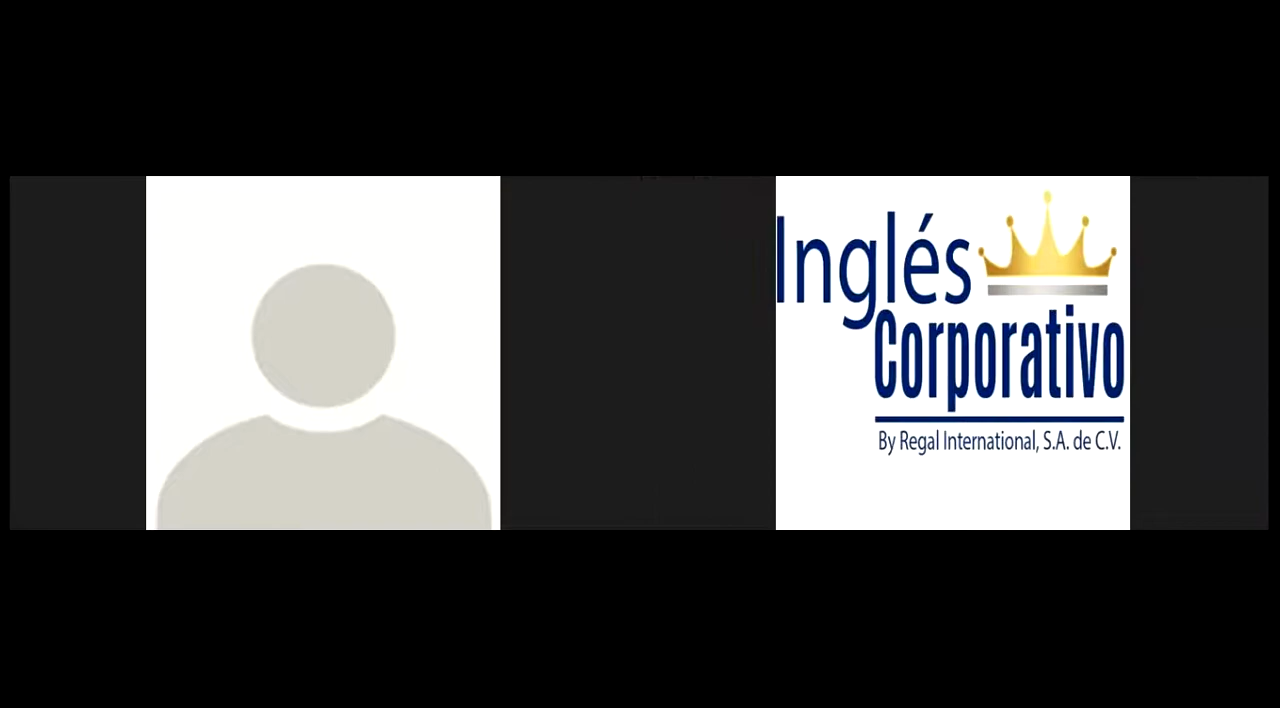 Inglés
Corporativo
By Regal International, S.A. de C.V.